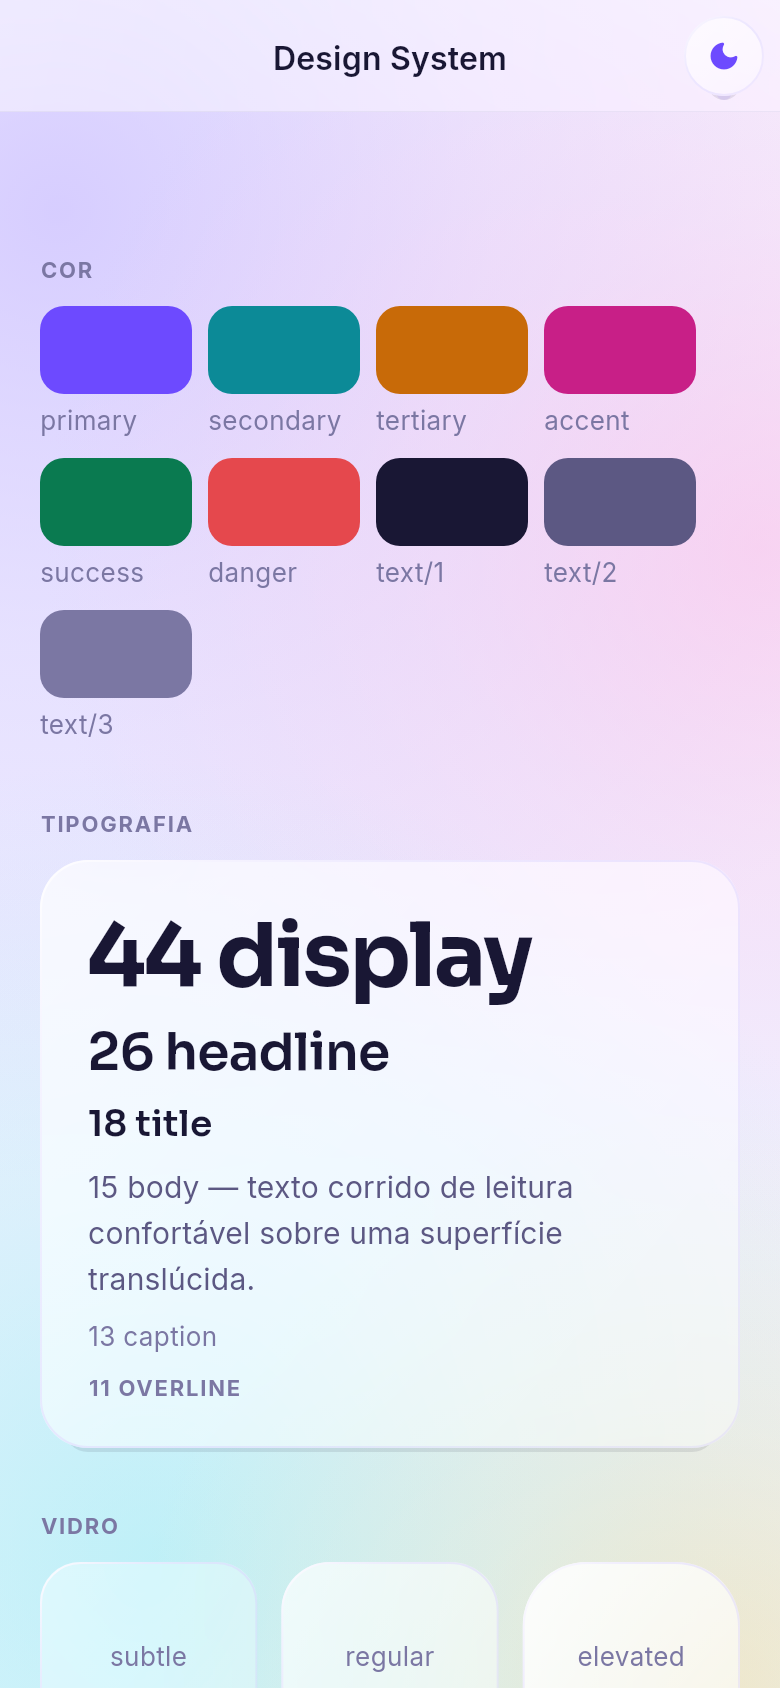 Design System
COR
primary secondary tertiary accent
success danger text/1 text/2
text/3
TIPOGRAFIA
44 display
26 headline
18 title
15 body — texto corrido de leitura
confortável sobre uma superfície
translúcida.
13 caption
11 OVERLINE
VIDRO
subtle regular elevated